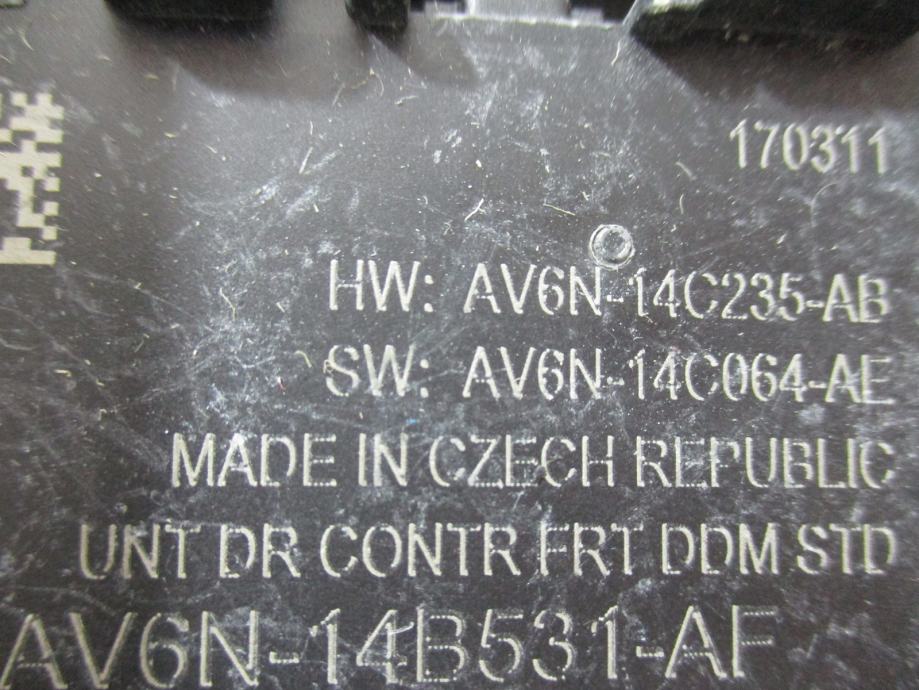 170311
HW: AV6N-14C235-AB
SW: AV6N-14C064-AE
MADE IN CZECH REPUBLIC
UNT DR CONTR FRT DDM STD
AV6N-14B531-AF